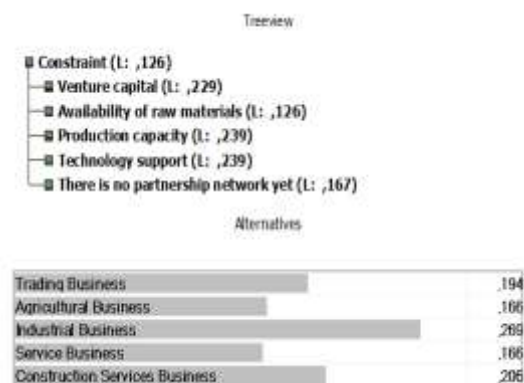 Treeview
Constraint (L: ,126)
Venture capital (L: ,229)
Availability of raw materials (L: ,126)
Production capacity (L: ,239)
Technology support (L: ,239)
There is no partnership network yet (L: ,167)
Alternatives
Trading Business ,194
Agricultural Business ,166
Industrial Business ,269
Service Business ,166
Construction Services Business ,206